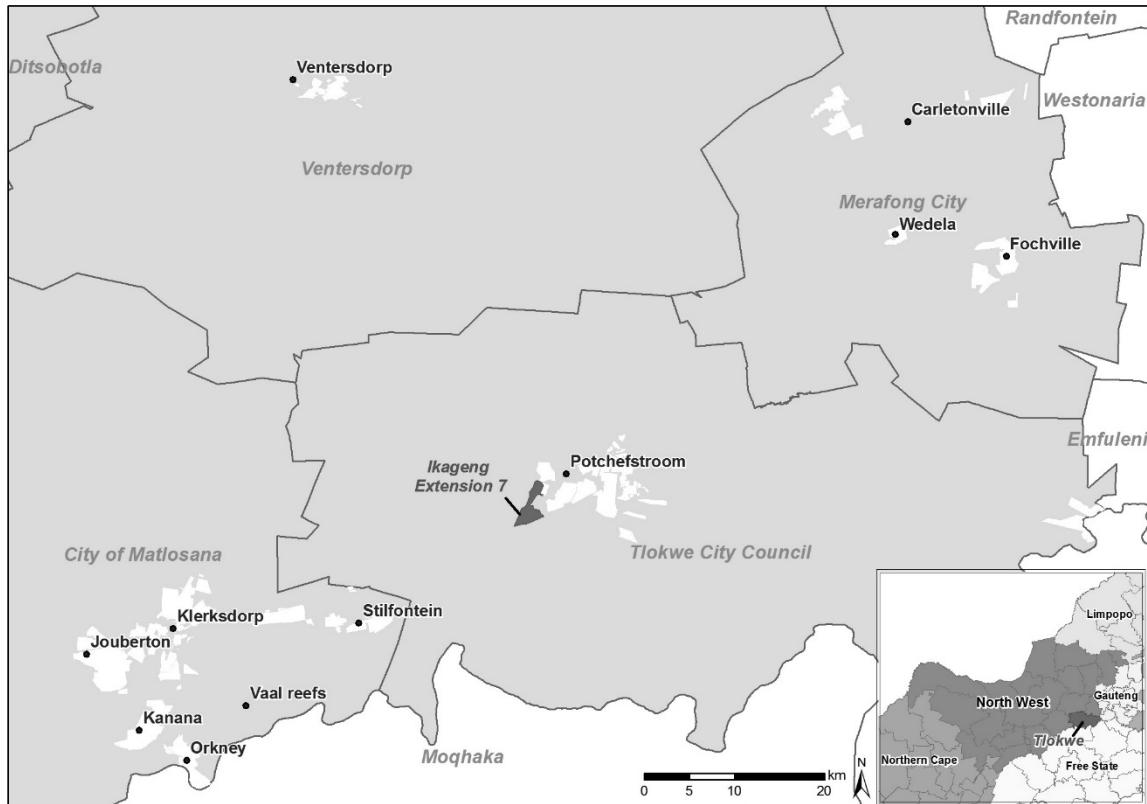 Randfontein
Ditsobotla
Ventersdorp
Westonaria
Carletonville
Ventersdorp
Merafong City
Wedela
Fochville
Emfuleni
Potchefstroom
Ikageng
Extension 7
City of Matlosana
Tlokwe City Council
Klerksdorp
Stilfontein
Jouberton
Vaal reefs
Kanana
Orkney
Moqhaka
km
0 5 10 20
N
Limpopo
Gauteng
North West
Tlokwe
Northern Cape
Free State